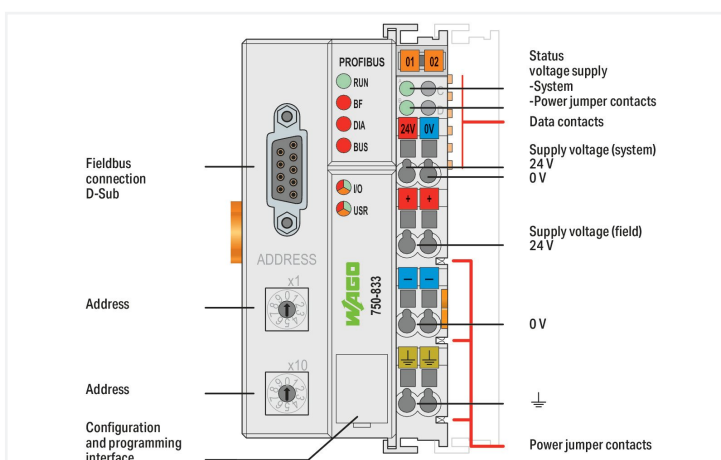 Fieldbus
connection
D-Sub
Address
Address
Configuration
and programming
interface
PROFIBUS
RUN
BF
DIA
BUS
I/O
USR
ADDRESS
x1
x10
WAGO
750-833
01 02
24V 0V
+ +
— —
Status
voltage supply
-System
-Power jumper contacts
Data contacts
Supply voltage (system)
24 V
0 V
Supply voltage (field)
24 V
0 V
Power jumper contacts